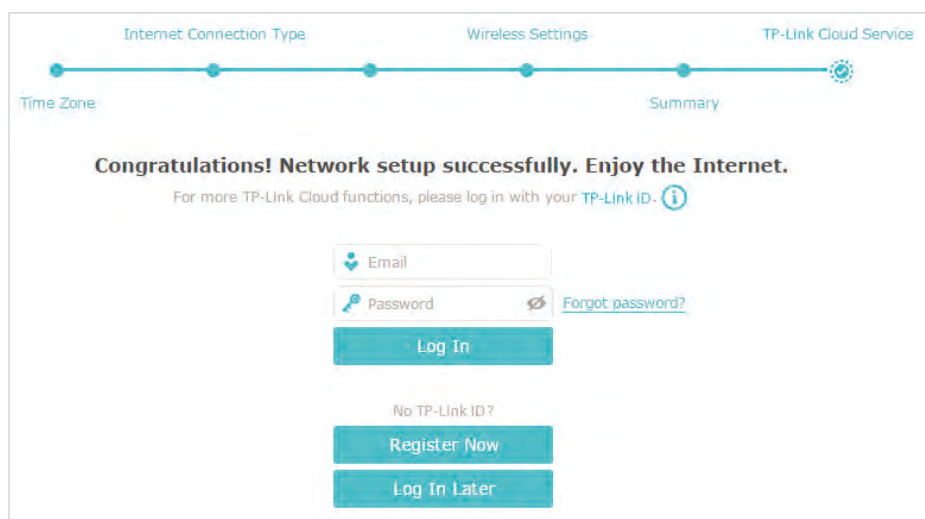 Internet Connection Type Wireless Settings TP-Link Cloud Service
Time Zone Summary
Congratulations! Network setup successfully. Enjoy the Internet.
For more TP-Link Cloud functions, please log in with your TP-Link ID.
Email
Password Forgot password?
Log In
No TP-Link ID?
Register Now
Log In Later